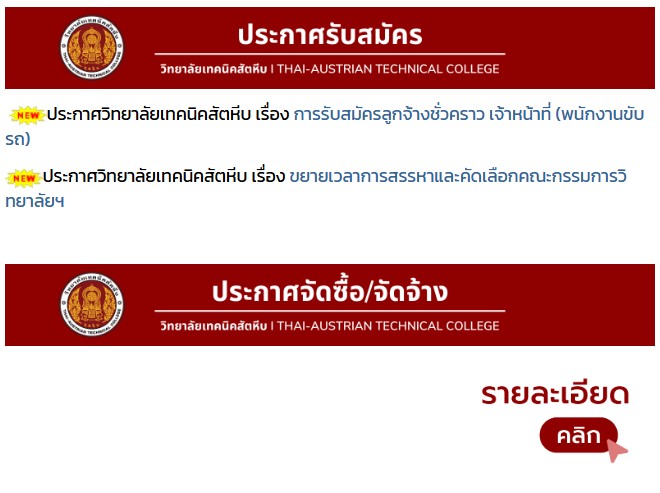 ประกาศรับสมัคร
วิทยาลัยเทคนิคสัตหีบ I THAI-AUSTRIAN TECHNICAL COLLEGE
NEW ประกาศวิทยาลัยเทคนิคสัตหีบ เรื่อง การรับสมัครลูกจ้างชั่วคราว เจ้าหน้าที่ (พนักงานขับ
รถ)
NEW ประกาศวิทยาลัยเทคนิคสัตหีบ เรื่อง ขยายเวลาการสรรหาและคัดเลือกคณะกรรมการวิ
ทยาลัยฯ
ประกาศจัดซื้อ/จัดจ้าง
วิทยาลัยเทคนิคสัตหีบ I THAI-AUSTRIAN TECHNICAL COLLEGE
รายละเอียด
คลิก